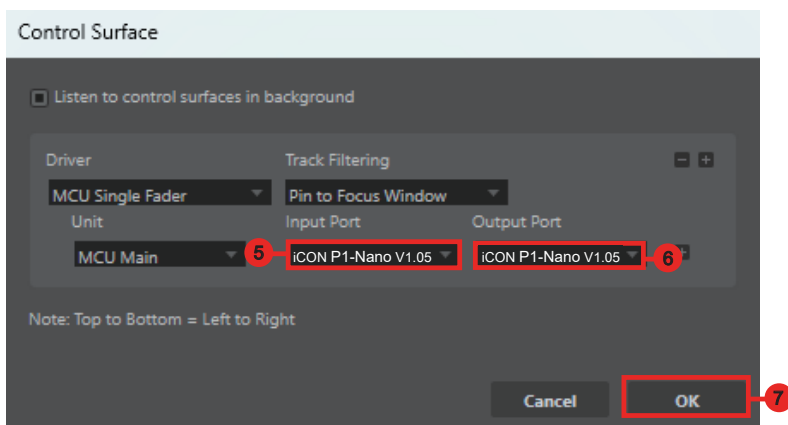 Control Surface
Listen to control surfaces in background
Driver Track Filtering
MCU Single Fader Pin to Focus Window
Unit Input Port Output Port
MCU Main 5 iCON P1-Nano V1.05 iCON P1-Nano V1.05 6
Note: Top to Bottom = Left to Right
Cancel OK 7